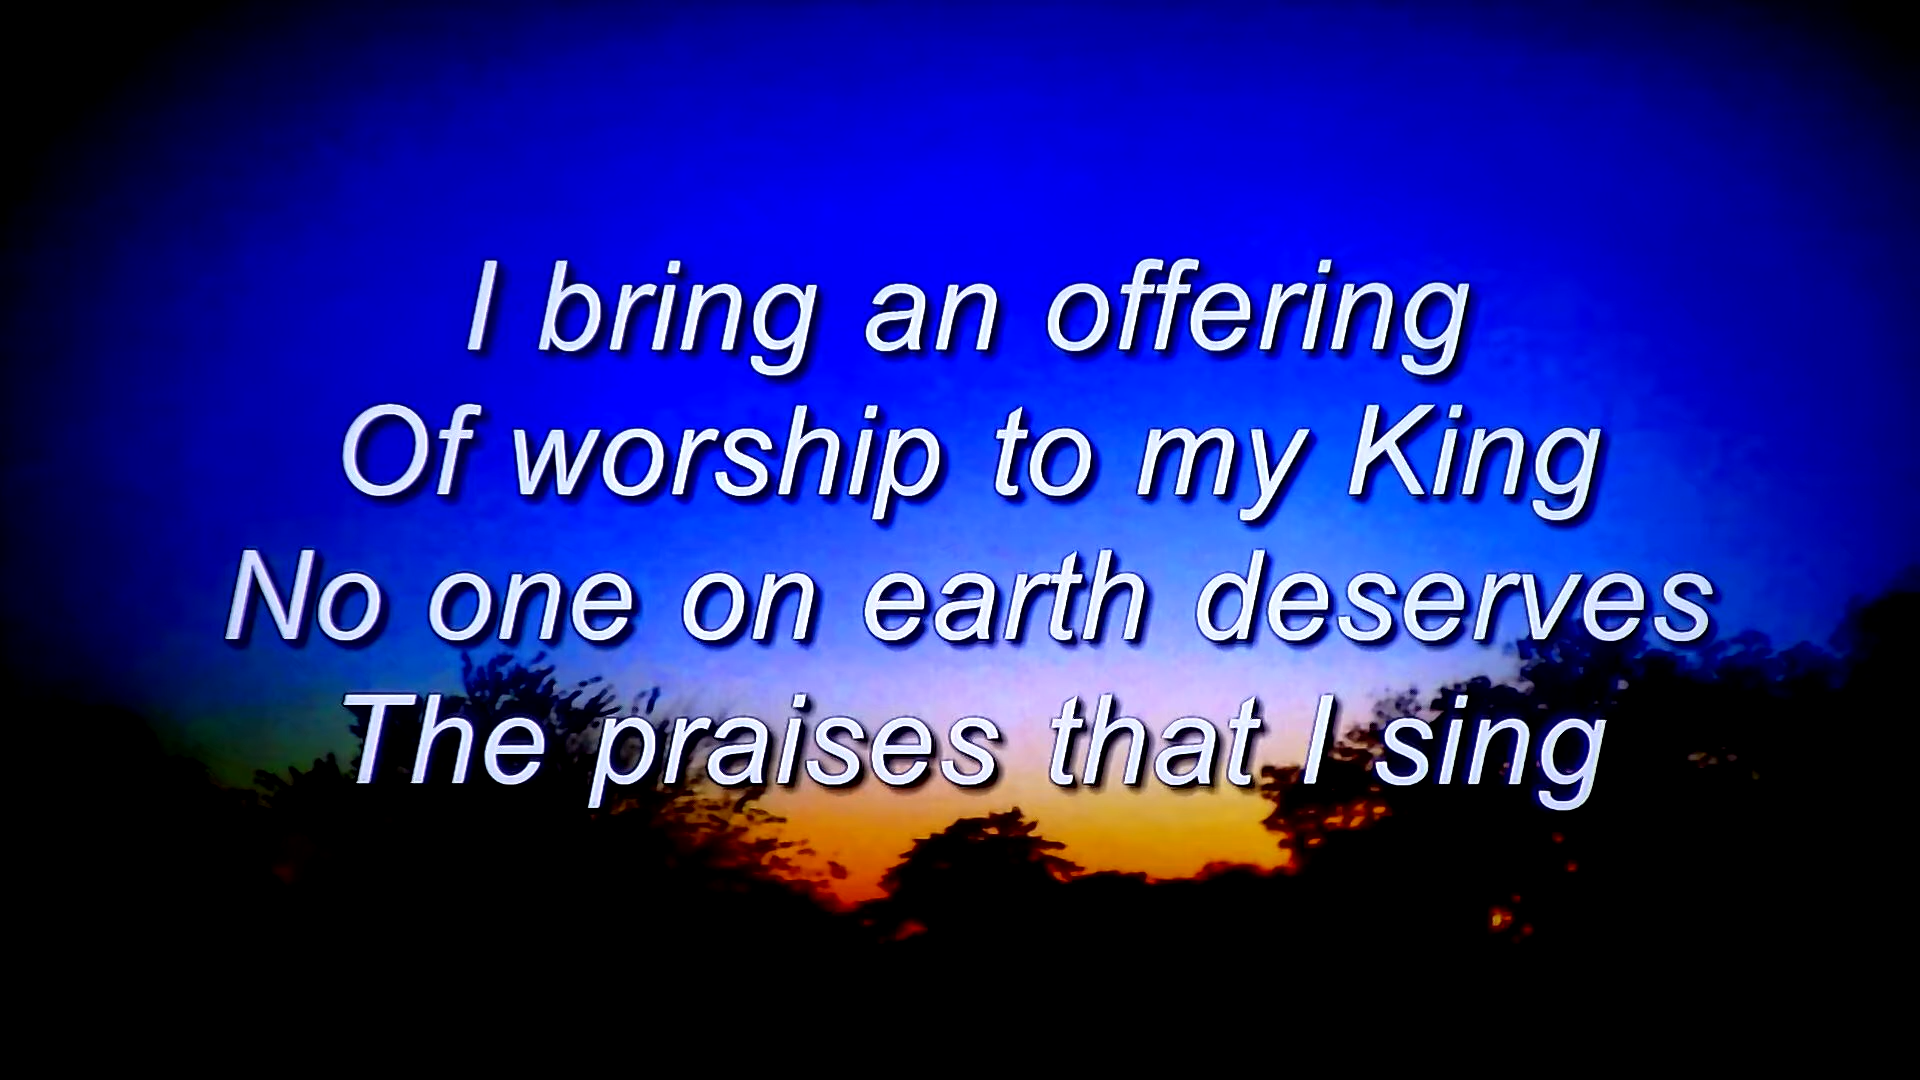 I bring an offering
Of worship to my King
No one on earth deserves
The praises that I sing